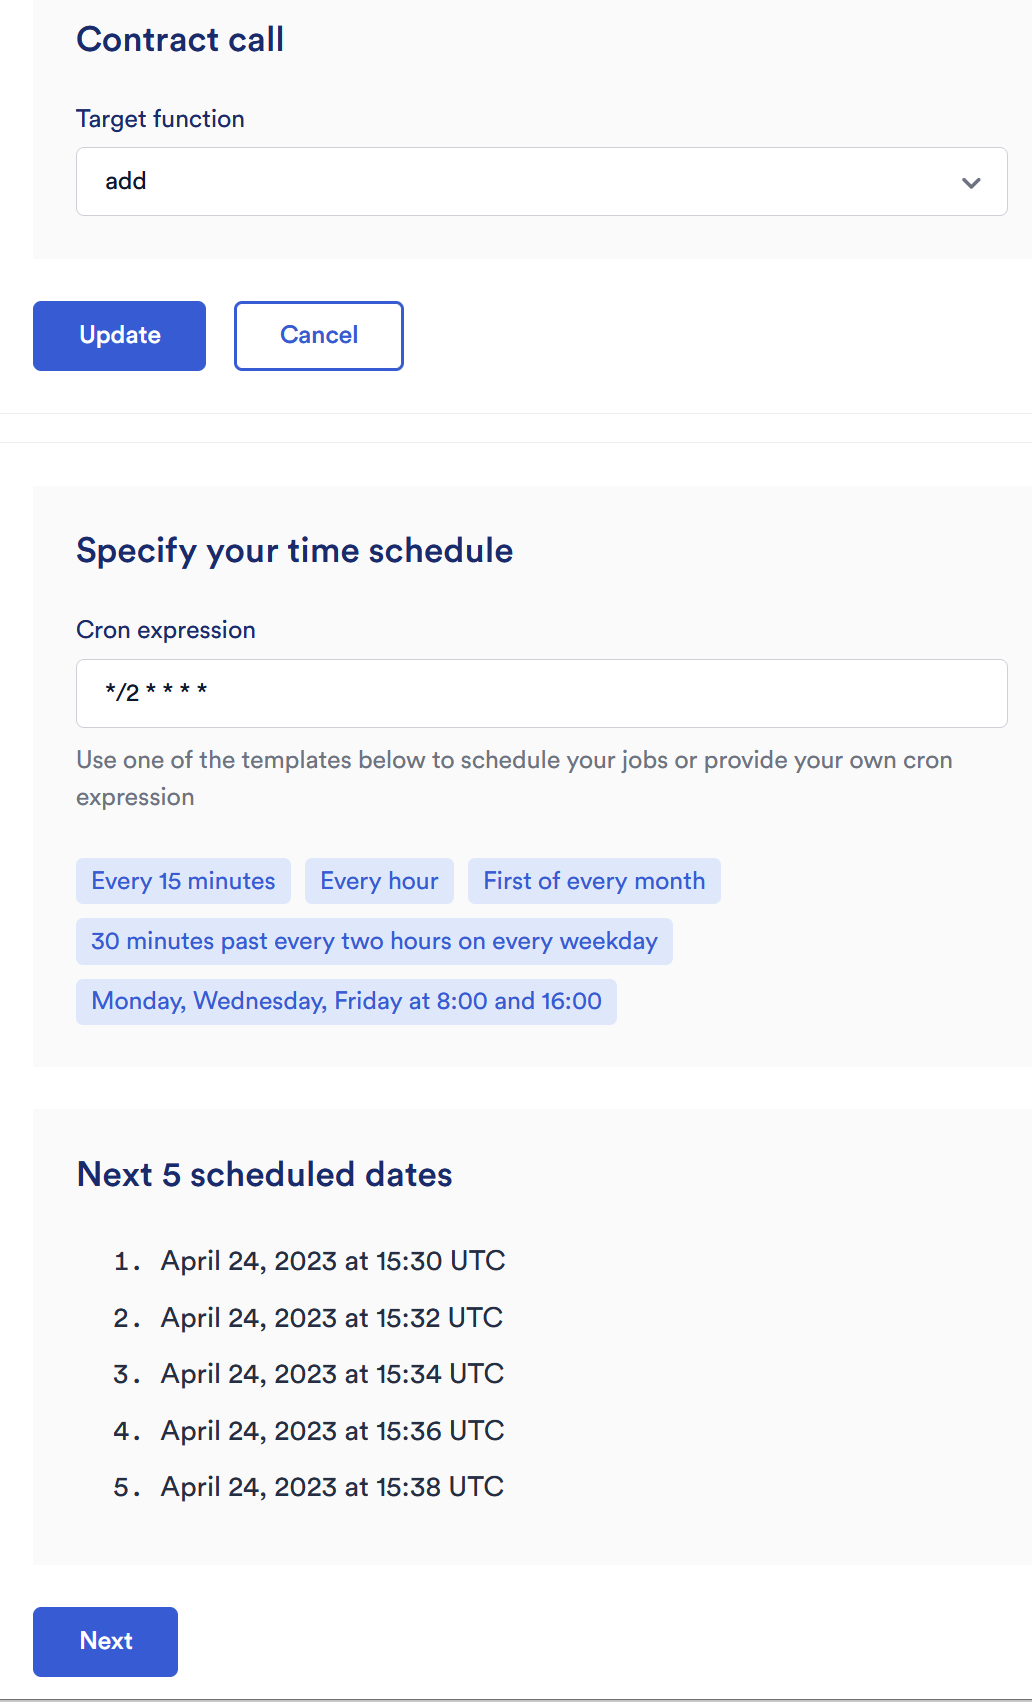 Contract call
Target function
add
Update
Cancel
Specify your time schedule
Cron expression
*/2 * * * *
Use one of the templates below to schedule your jobs or provide your own cron
expression
Every 15 minutes
Every hour
First of every month
30 minutes past every two hours on every weekday
Monday, Wednesday, Friday at 8:00 and 16:00
Next 5 scheduled dates
1. April 24, 2023 at 15:30 UTC
2. April 24, 2023 at 15:32 UTC
3. April 24, 2023 at 15:34 UTC
4. April 24, 2023 at 15:36 UTC
5. April 24, 2023 at 15:38 UTC
Next